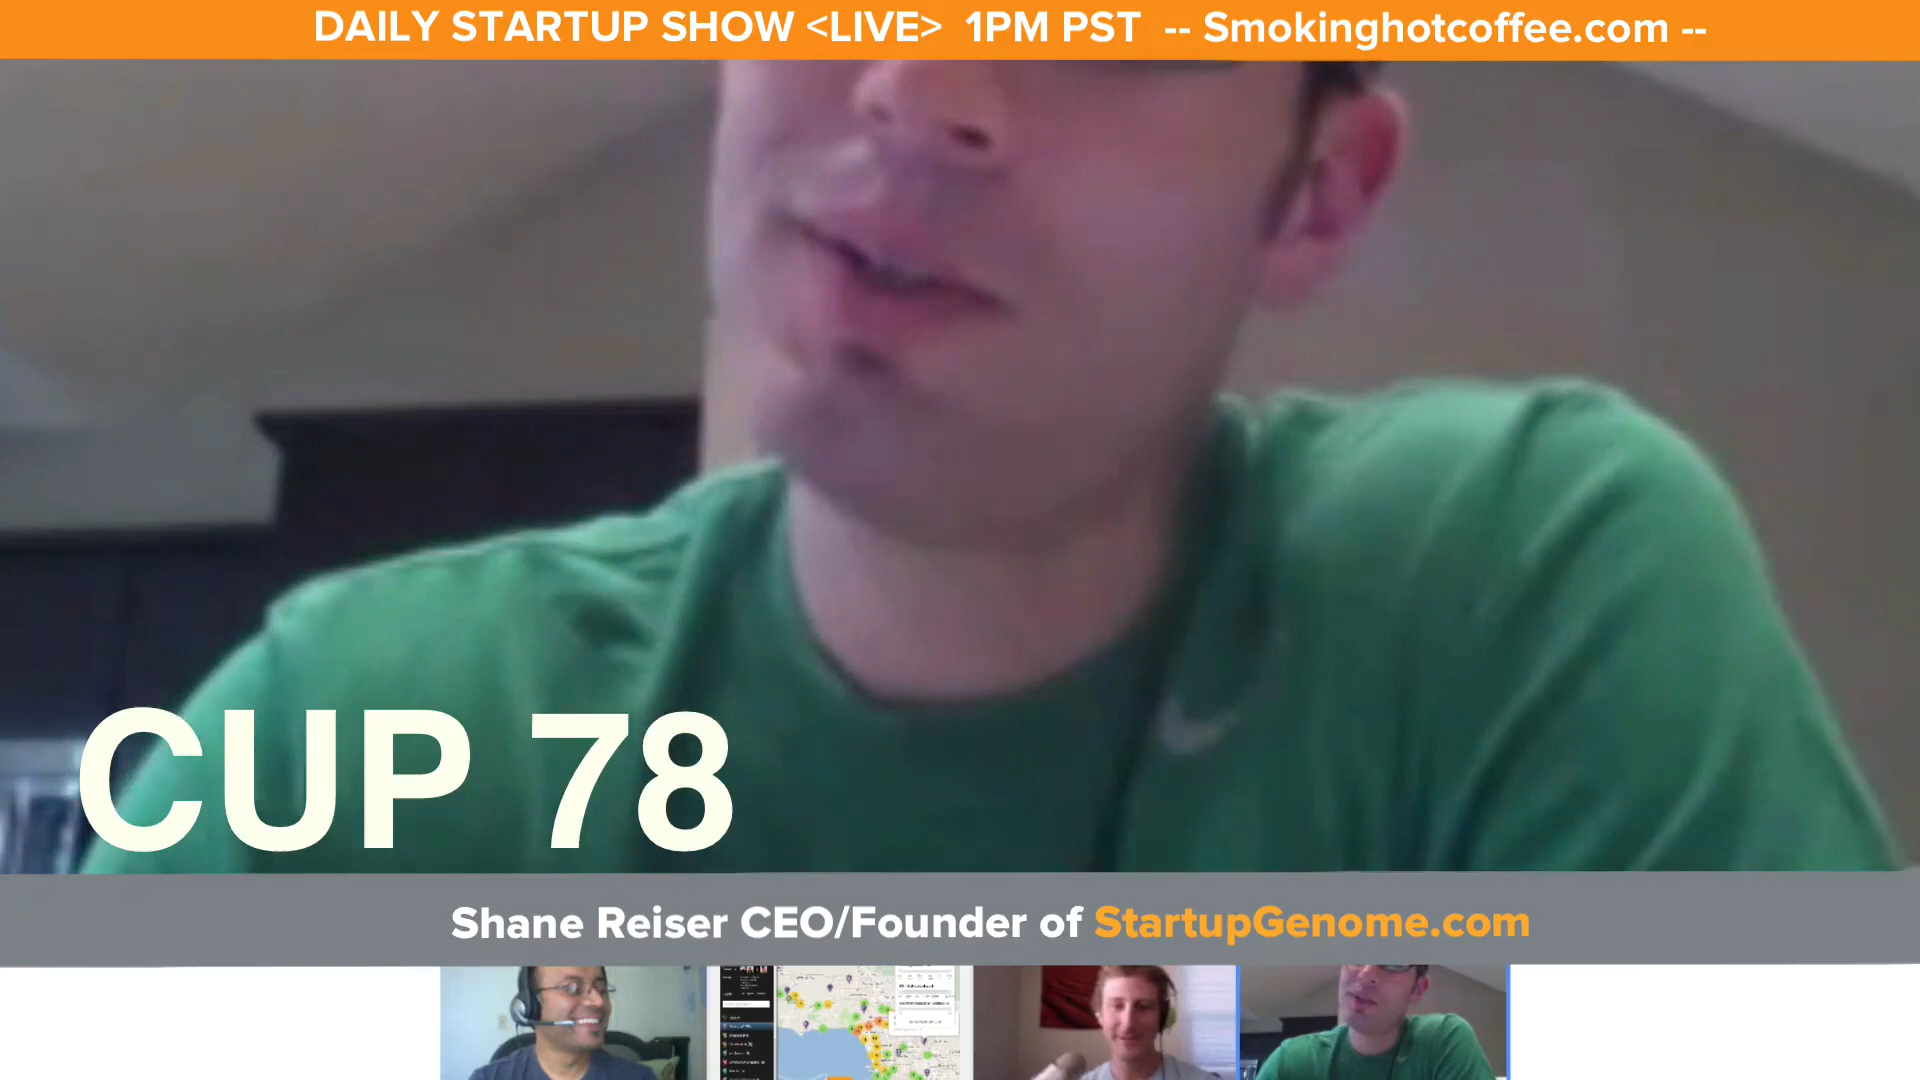 DAILY STARTUP SHOW <LIVE> 1PM PST -- Smokinghotcoffee.com --
CUP 78
Shane Reiser CEO/Founder of StartupGenome.com